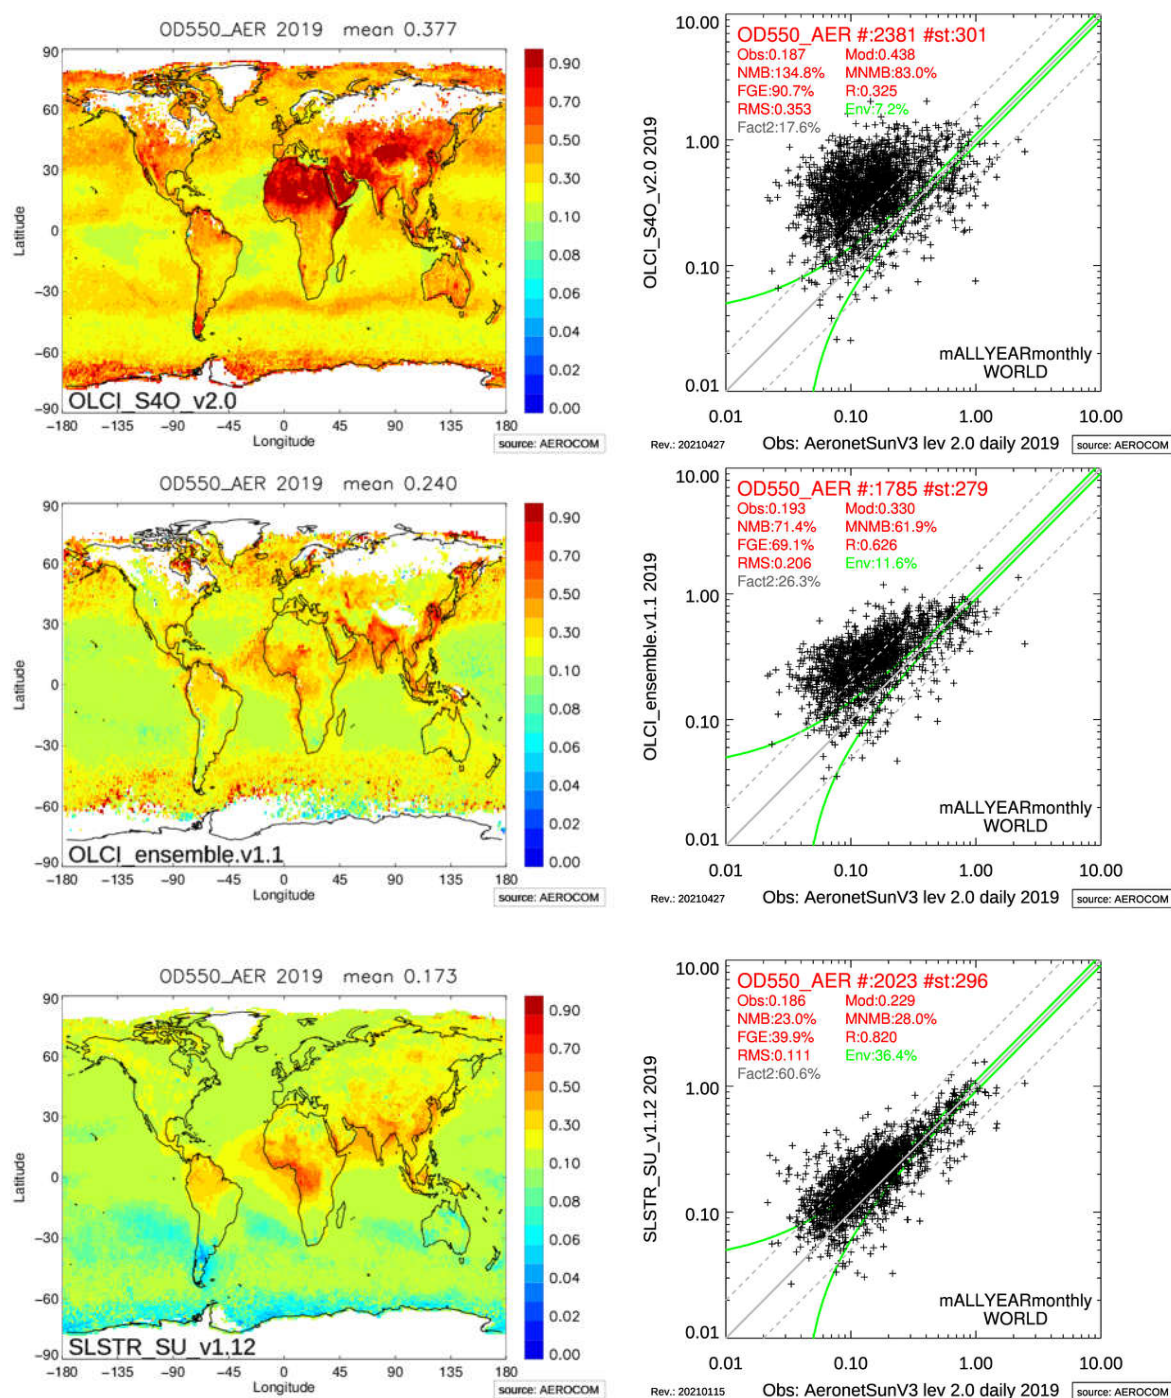 OD550_AER 2019 mean 0.377
90
60
30
0
−30
−60
−90
Latitude
−180 −135 −90 −45 0 45 90 135 180
Longitude
OLCI_S4O_v2.0
0.90
0.70
0.50
0.30
0.10
0.08
0.06
0.04
0.02
0.00
source: AEROCOM
OD550_AER #:2381 #st:301
Obs:0.187 Mod:0.438
NMB:134.8% MNMB:83.0%
FGE:90.7% R:0.325
RMS:0.353 Env:7.2%
Fact2:17.6%
10.00
1.00
0.10
0.01
OLCI_S4O_v2.0 2019
mALLYEARmonthly
WORLD
0.01 0.10 1.00 10.00
Rev.: 20210427 Obs: AeronetSunV3 lev 2.0 daily 2019 source: AEROCOM
OD550_AER 2019 mean 0.240
90
60
30
0
−30
−60
−90
Latitude
−180 −135 −90 −45 0 45 90 135 180
Longitude
OLCI_ensemble.v1.1
0.90
0.70
0.50
0.30
0.10
0.08
0.06
0.04
0.02
0.00
source: AEROCOM
OD550_AER #:1785 #st:279
Obs:0.193 Mod:0.330
NMB:71.4% MNMB:61.9%
FGE:69.1% R:0.626
RMS:0.206 Env:11.6%
Fact2:26.3%
10.00
1.00
0.10
0.01
OLCI_ensemble.v1.1 2019
mALLYEARmonthly
WORLD
0.01 0.10 1.00 10.00
Rev.: 20210427 Obs: AeronetSunV3 lev 2.0 daily 2019 source: AEROCOM
OD550_AER 2019 mean 0.173
90
60
30
0
−30
−60
−90
Latitude
−180 −135 −90 −45 0 45 90 135 180
Longitude
SLSTR_SU_v1.12
0.90
0.70
0.50
0.30
0.10
0.08
0.06
0.04
0.02
0.00
source: AEROCOM
OD550_AER #:2023 #st:296
Obs:0.186 Mod:0.229
NMB:23.0% MNMB:28.0%
FGE:39.9% R:0.820
RMS:0.111 Env:36.4%
Fact2:60.6%
10.00
1.00
0.10
0.01
SLSTR_SU_v1.12 2019
mALLYEARmonthly
WORLD
0.01 0.10 1.00 10.00
Rev.: 20210115 Obs: AeronetSunV3 lev 2.0 daily 2019 source: AEROCOM